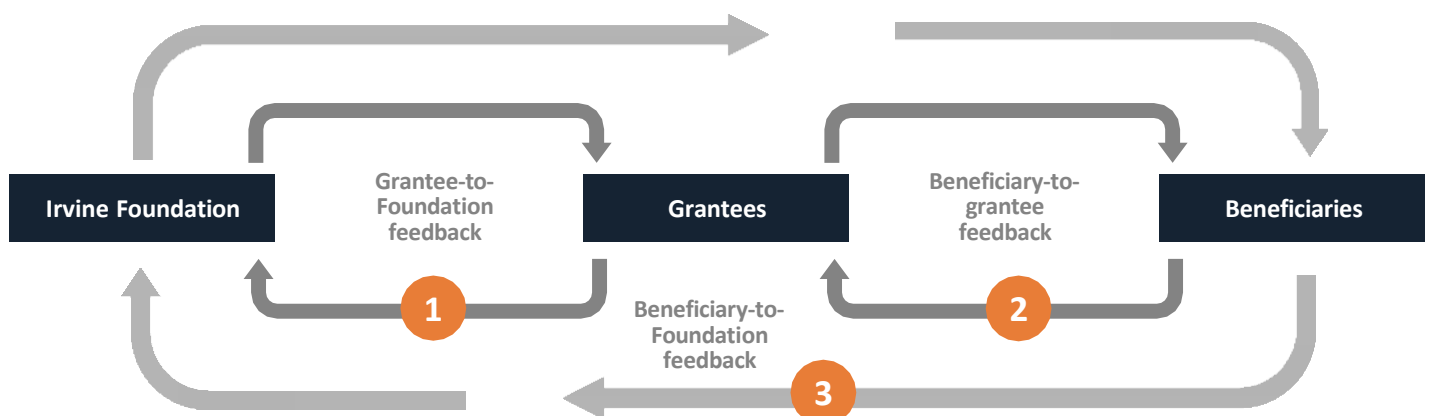 Irvine Foundation
Grantee-to-
Foundation
feedback
Grantees
Beneficiary-to-
grantee
feedback
Beneficiaries
1
2
Beneficiary-to-
Foundation
feedback
3